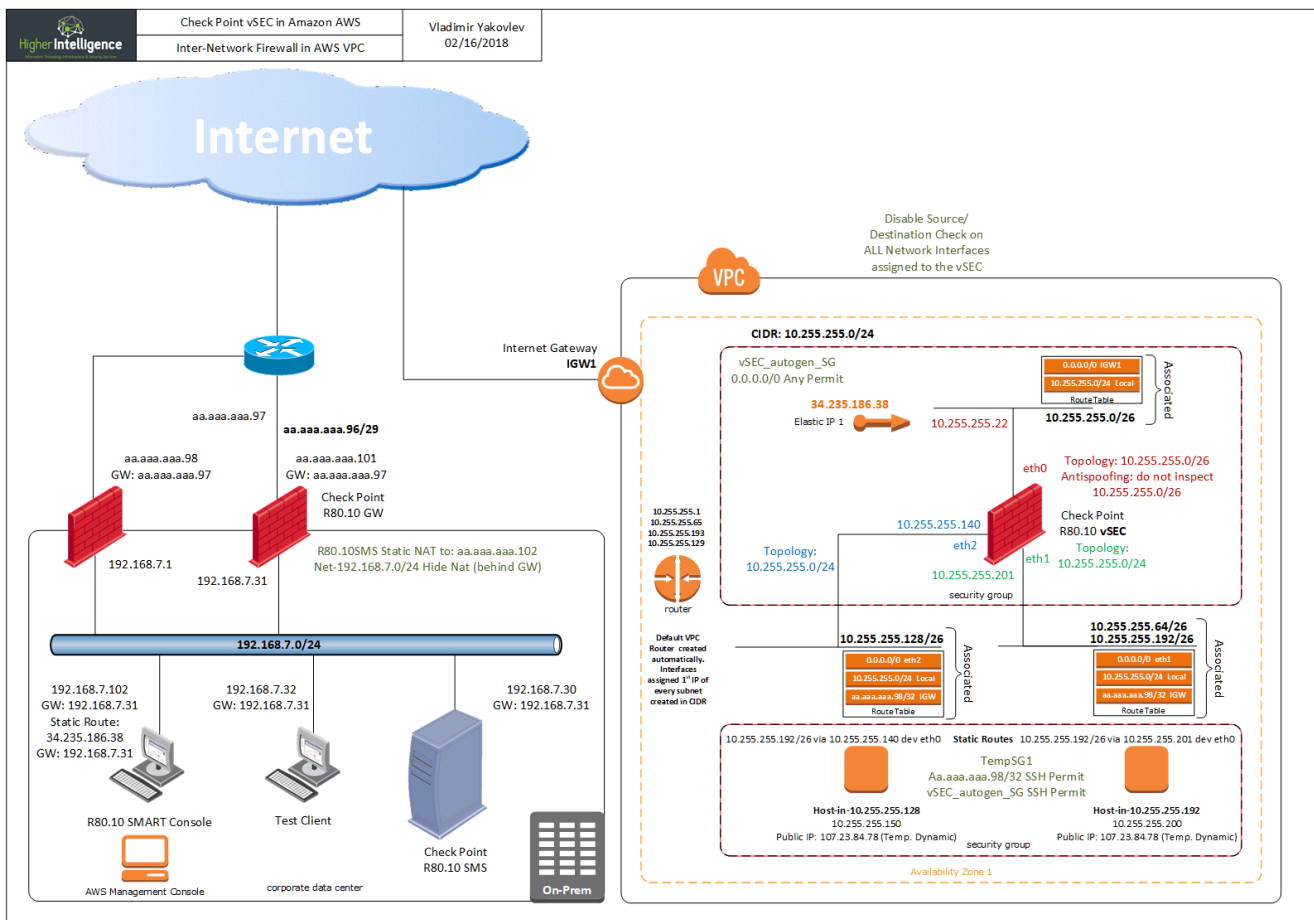 HigherIntelligence
Information Technology, Infrastructure & Security Services
Check Point vSEC in Amazon AWS
Inter-Network Firewall in AWS VPC
Vladimir Yakovlev
02/16/2018
Internet
Disable Source/
Destination Check on
ALL Network Interfaces
assigned to the vSEC
VPC
Internet Gateway
IGW1
aa.aaa.aaa.97
aa.aaa.aaa.96/29
aa.aaa.aaa.98
GW: aa.aaa.aaa.97
aa.aaa.aaa.101
GW: aa.aaa.aaa.97
Check Point
R80.10 GW
R80.10SMS Static NAT to: aa.aaa.aaa.102
Net-192.168.7.0/24 Hide Nat (behind GW)
192.168.7.1
192.168.7.31
192.168.7.0/24
192.168.7.102
GW: 192.168.7.31
Static Route:
34.235.186.38
GW: 192.168.7.31
192.168.7.32
GW: 192.168.7.31
192.168.7.30
GW: 192.168.7.31
R80.10 SMART Console
Test Client
Check Point
R80.10 SMS
AWS Management Console
corporate data center
On-Prem
CIDR: 10.255.255.0/24
vSEC_autogen_SG
0.0.0.0/0 Any Permit
34.235.186.38
Elastic IP 1
10.255.255.22
0.0.0.0/0 IGW1
10.255.255.0/24 Local
RouteTable
10.255.255.0/26
Associated
eth0
Topology: 10.255.255.0/26
Antispoofing: do not inspect
10.255.255.0/26
Check Point
R80.10 vSEC
10.255.255.140
eth2
Topology:
10.255.255.0/24
eth1
Topology:
10.255.255.0/24
10.255.255.201
security group
10.255.255.1
10.255.255.65
10.255.255.193
10.255.255.129
router
Default VPC
Router created
automatically.
Interfaces
assigned 1st IP of
every subnet
created in CIDR
10.255.255.128/26
0.0.0.0/0 eth2
10.255.255.0/24 Local
aa.aaa.aaa.98/32 IGW
RouteTable
Associated
10.255.255.64/26
10.255.255.192/26
0.0.0.0/0 eth1
10.255.255.0/24 Local
aa.aaa.aaa.98/32 IGW
RouteTable
Associated
10.255.255.192/26 via 10.255.255.140 dev eth0
Static Routes
10.255.255.192/26 via 10.255.255.201 dev eth0
TempSG1
Aa.aaa.aaa.98/32 SSH Permit
vSEC_autogen_SG SSH Permit
Host-in-10.255.255.128
10.255.255.150
Public IP: 107.23.84.78 (Temp. Dynamic)
Host-in-10.255.255.192
10.255.255.200
Public IP: 107.23.84.78 (Temp. Dynamic)
security group
Availability Zone 1